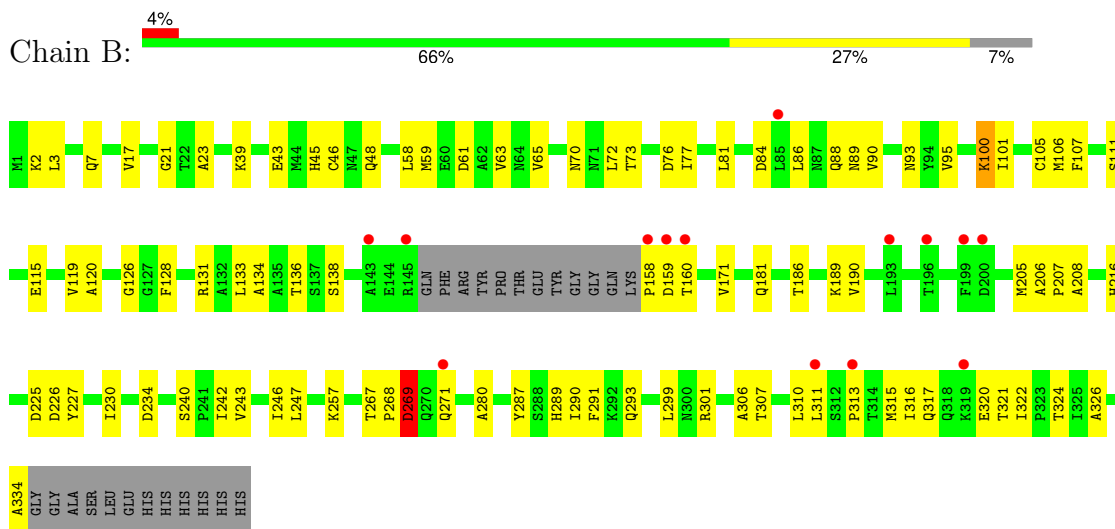 4%
Chain B:
66% 27% 7%
M1 K2 L3 Q7 V17 G21 T22 A23 K39 E43 M44 H45 C46 N47 Q48 L58 M59 E60 D61 A62 V63 N64 V65 N70 N71 L72 T73 D76 I77 L81 D84 L85 L86 N87 Q88 N89 V90 N93 Y94 V95 K100 I101 C105 M106 F107 S111
E115 V119 A120 G126 G127 F128 R131 A132 L133 A134 A135 T136 S137 S138 A143 E144 R145 GLN PHE ARG TYR PRO THR GLU TYR GLY GLY GLN LYS P158 D159 T160 V171 Q181 T186 K189 V190 L193 T196 F199 D200 M205 A206 P207 A208 H216
D225 D226 Y227 I230 D234 S240 P241 I242 V243 I246 L247 K257 T267 P268 D269 Q270 Q271 A280 Y287 S288 H289 I290 F291 K292 Q293 L299 N300 R301 A306 T307 L310 L311 S312 P313 T314 M315 I316 Q317 Q318 K319 E320 T321 I322 P323 T324 I325 A326
A334 GLY GLY ALA SER LEU GLU HIS HIS HIS HIS HIS HIS